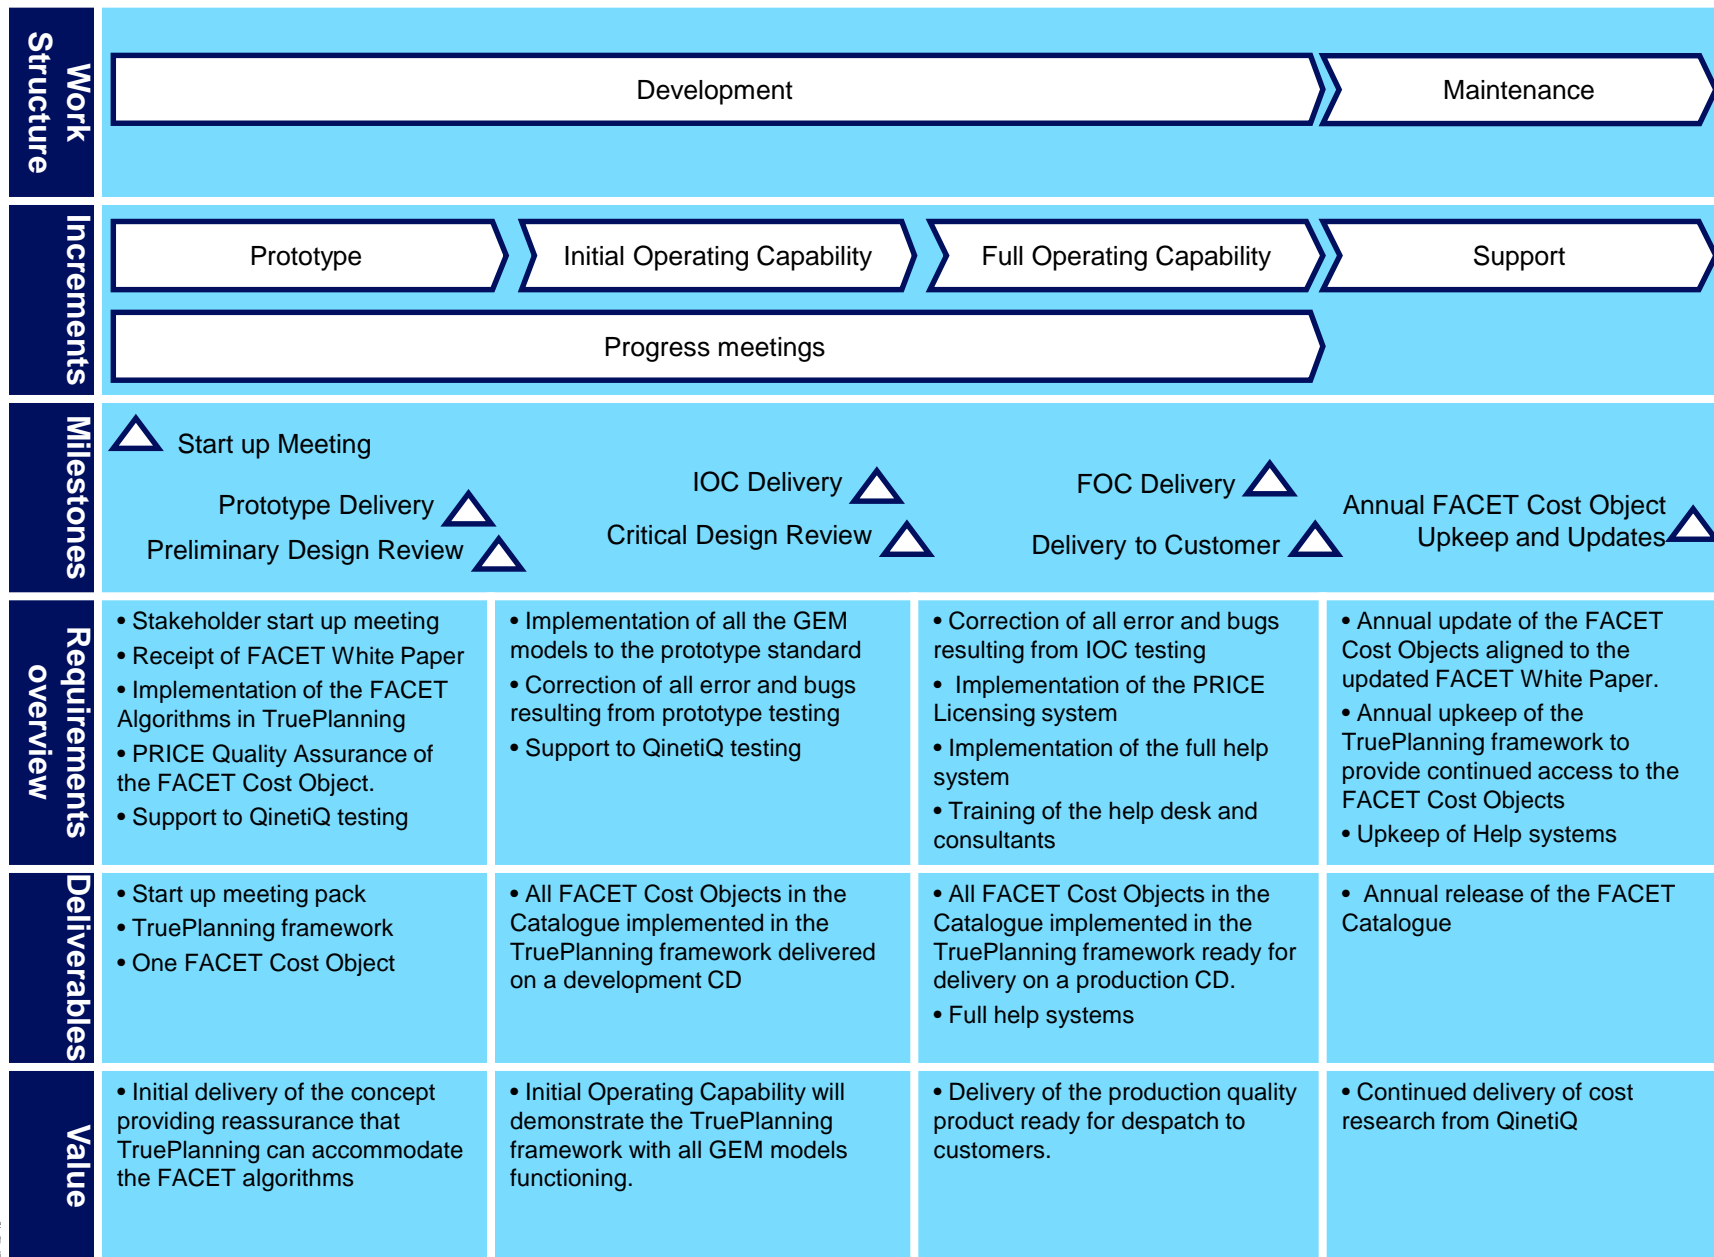 Work
Structure
Development
Maintenance
Increments
Prototype
Initial Operating Capability
Full Operating Capability
Support
Progress meetings
Milestones
Start up Meeting
Prototype Delivery
Preliminary Design Review
IOC Delivery
Critical Design Review
FOC Delivery
Delivery to Customer
Annual FACET Cost Object
Upkeep and Updates
Requirements
overview
• Stakeholder start up meeting
• Receipt of FACET White Paper
• Implementation of the FACET
Algorithms in TruePlanning
• PRICE Quality Assurance of
the FACET Cost Object.
• Support to QinetiQ testing
• Implementation of all the GEM
models to the prototype standard
• Correction of all error and bugs
resulting from prototype testing
• Support to QinetiQ testing
• Correction of all error and bugs
resulting from IOC testing
• Implementation of the PRICE
Licensing system
• Implementation of the full help
system
• Training of the help desk and
consultants
• Annual update of the FACET
Cost Objects aligned to the
updated FACET White Paper.
• Annual upkeep of the
TruePlanning framework to
provide continued access to the
FACET Cost Objects
• Upkeep of Help systems
Deliverables
• Start up meeting pack
• TruePlanning framework
• One FACET Cost Object
• All FACET Cost Objects in the
Catalogue implemented in the
TruePlanning framework delivered
on a development CD
• All FACET Cost Objects in the
Catalogue implemented in the
TruePlanning framework ready for
delivery on a production CD.
• Full help systems
• Annual release of the FACET
Catalogue
Value
• Initial delivery of the concept
providing reassurance that
TruePlanning can accommodate
the FACET algorithms
• Initial Operating Capability will
demonstrate the TruePlanning
framework with all GEM models
functioning.
• Delivery of the production quality
product ready for despatch to
customers.
• Continued delivery of cost
research from QinetiQ